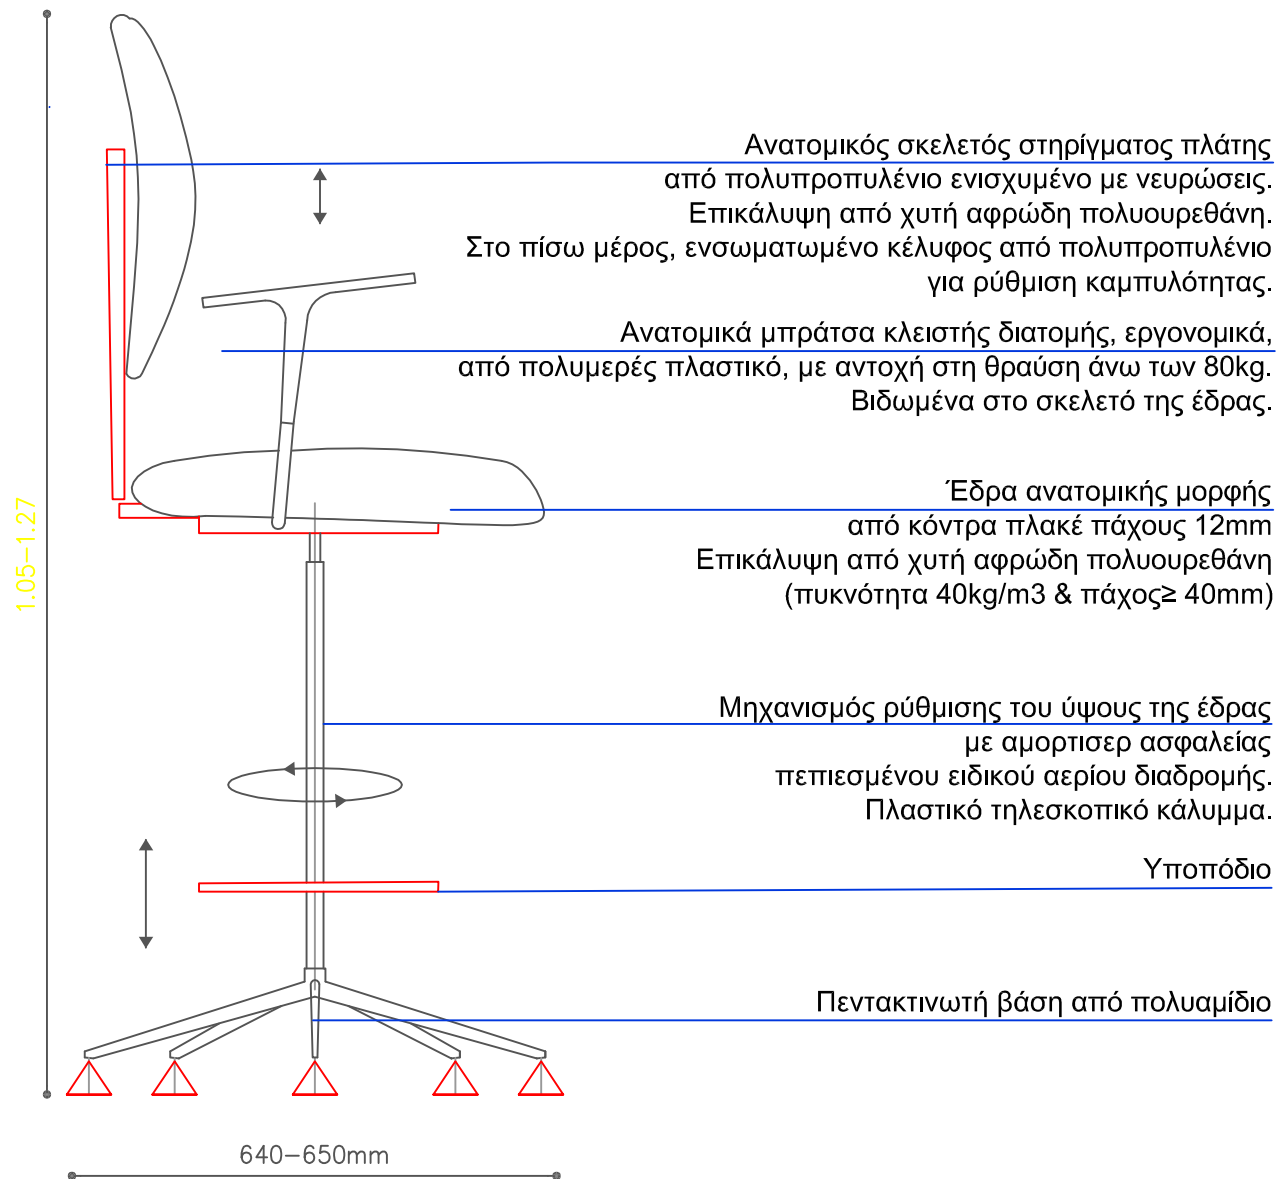 Ανατομικός σκελετός στηρίγματος πλάτης
από πολυπροπυλένιο ενισχυμένο με νευρώσεις.
Επικάλυψη από χυτή αφρώδη πολυουρεθάνη.
Στο πίσω μέρος, ενσωματωμένο κέλυφος από πολυπροπυλένιο
για ρύθμιση καμπυλότητας.
Ανατομικά μπράτσα κλειστής διατομής, εργονομικά,
από πολυμερές πλαστικό, με αντοχή στη θραύση άνω των 80kg.
Βιδωμένα στο σκελετό της έδρας.
Έδρα ανατομικής μορφής
από κόντρα πλακέ πάχους 12mm
Επικάλυψη από χυτή αφρώδη πολυουρεθάνη
(πυκνότητα 40kg/m3 & πάχος≥ 40mm)
1.05-1.27
Μηχανισμός ρύθμισης του ύψους της έδρας
με αμορτισερ ασφαλείας
πεπιεσμένου ειδικού αερίου διαδρομής.
Πλαστικό τηλεσκοπικό κάλυμμα.
Υποπόδιο
Πεντακτινωτή βάση από πολυαμίδιο
640-650mm